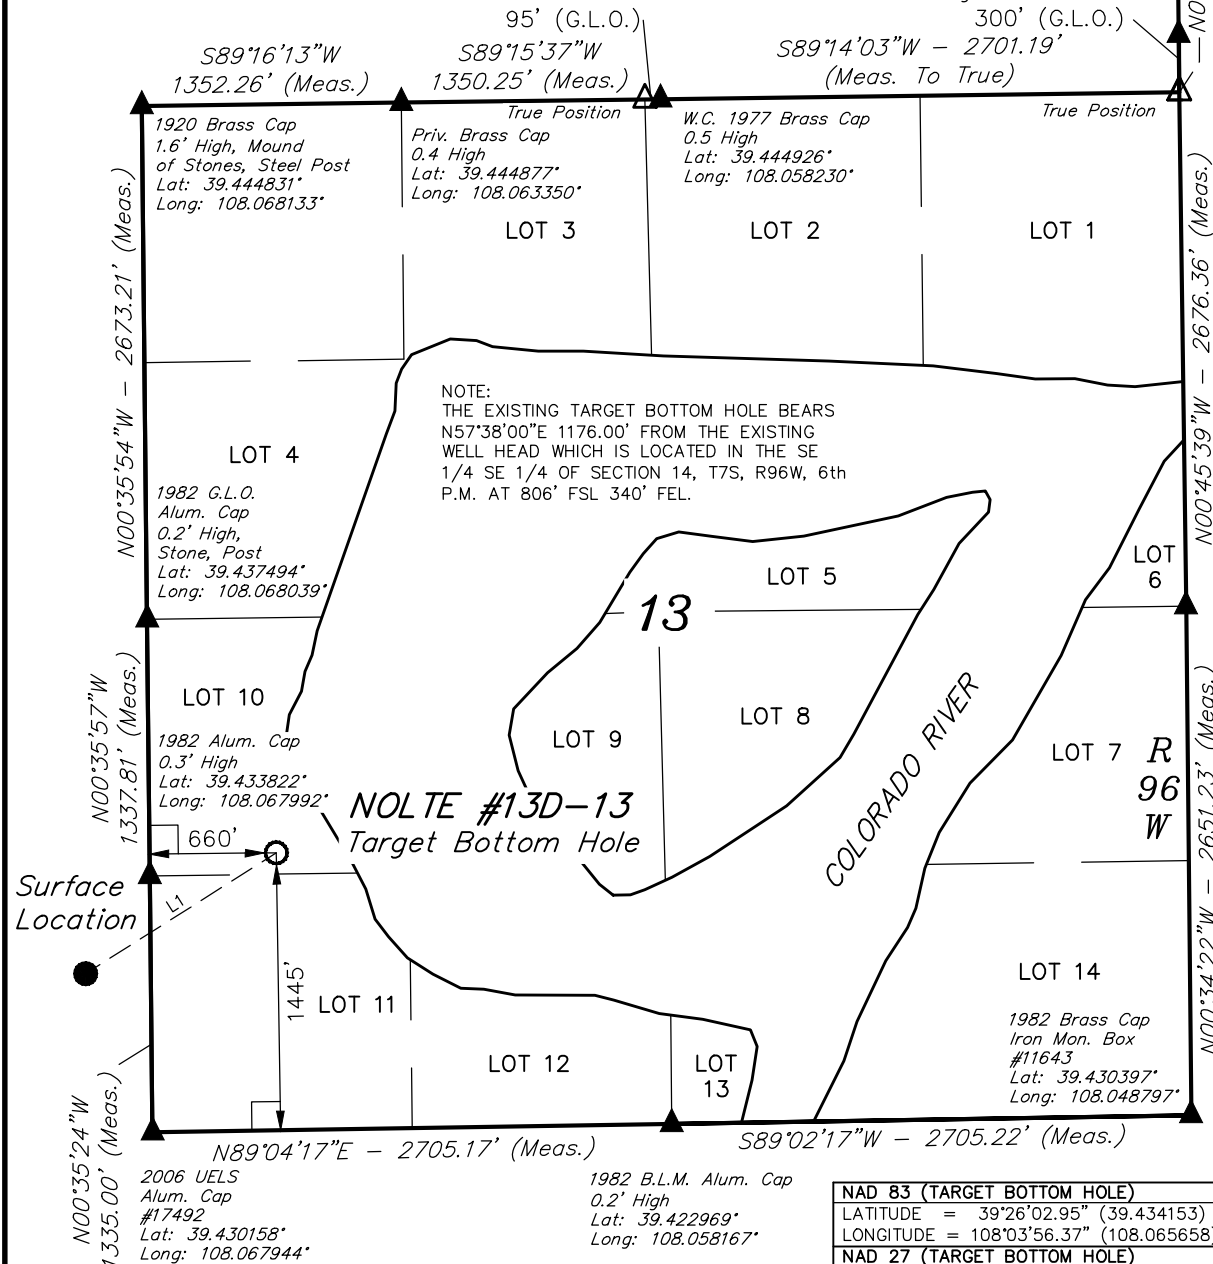 95' (G.L.O.)
300' (G.L.O.)
S89°16'13"W
1352.26' (Meas.)
S89°15'37"W
1350.25' (Meas.)
S89°14'03"W – 2701.19'
(Meas. To True)
True Position
True Position
1920 Brass Cap
1.6' High, Mound
of Stones, Steel Post
Lat: 39.444831°
Long: 108.068133°
Priv. Brass Cap
0.4 High
Lat: 39.444877°
Long: 108.063350°
W.C. 1977 Brass Cap
0.5 High
Lat: 39.444926°
Long: 108.058230°
N00°35'54"W – 2673.21' (Meas.)
N00°45'39"W – 2676.36' (Meas.)
LOT 3
LOT 2
LOT 1
NOTE:
THE EXISTING TARGET BOTTOM HOLE BEARS
N57°38'00"E 1176.00' FROM THE EXISTING
WELL HEAD WHICH IS LOCATED IN THE SE
1/4 SE 1/4 OF SECTION 14, T7S, R96W, 6th
P.M. AT 806' FSL 340' FEL.
LOT 4
1982 G.L.O.
Alum. Cap
0.2' High,
Stone, Post
Lat: 39.437494°
Long: 108.068039°
LOT 5
LOT
6
13
LOT 10
LOT 9
LOT 8
LOT 7
R
96
W
COLORADO RIVER
N00°35'57"W
1337.81' (Meas.)
1982 Alum. Cap
0.3' High
Lat: 39.433822°
Long: 108.067992°
NOLTE #13D–13
Target Bottom Hole
660'
Surface
Location
L1
1445'
LOT 11
LOT 12
LOT
13
LOT 14
1982 Brass Cap
Iron Mon. Box
#11643
Lat: 39.430397°
Long: 108.048797°
N00°34'22"W – 2651.23' (Meas.)
N00°35'24"W
1335.00' (Meas.)
N89°04'17"E – 2705.17' (Meas.)
S89°02'17"W – 2705.22' (Meas.)
2006 UELS
Alum. Cap
#17492
Lat: 39.430158°
Long: 108.067944°
1982 B.L.M. Alum. Cap
0.2' High
Lat: 39.422969°
Long: 108.058167°
NAD 83 (TARGET BOTTOM HOLE)
LATITUDE = 39°26'02.95" (39.434153)
LONGITUDE = 108°03'56.37" (108.065658)
NAD 27 (TARGET BOTTOM HOLE)